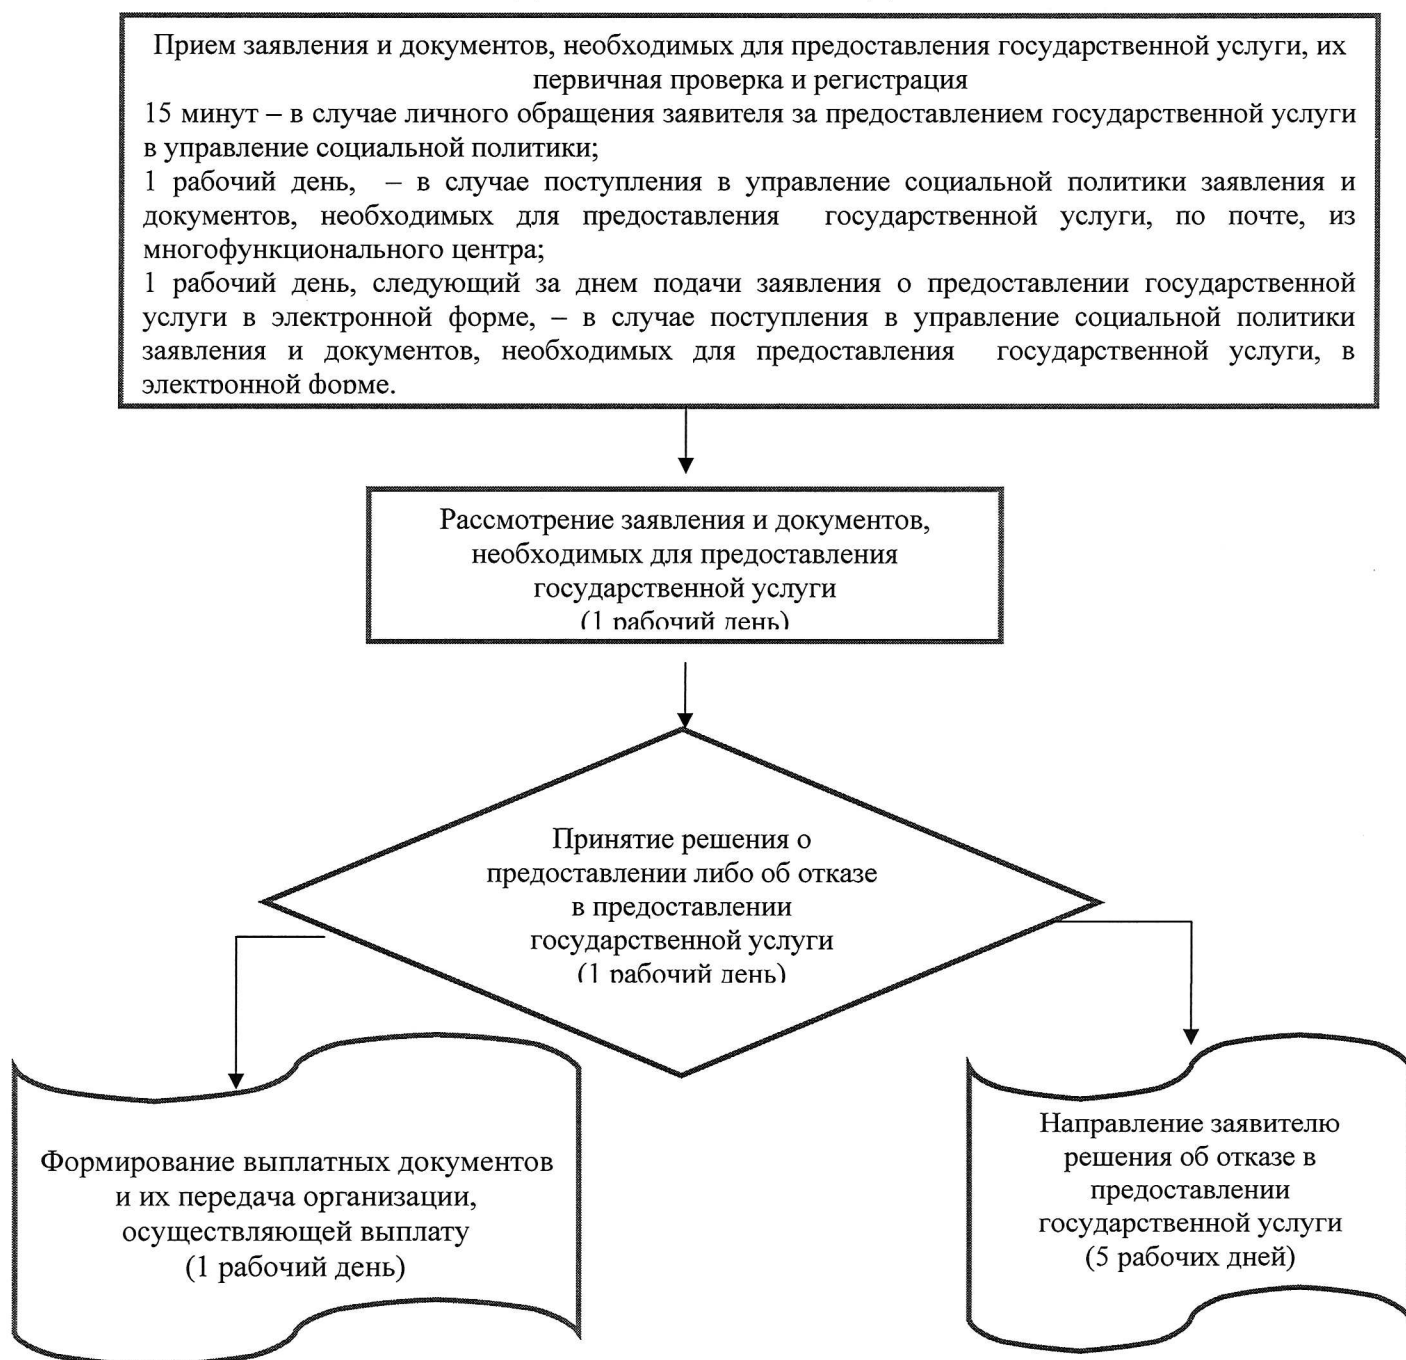 Прием заявления и документов, необходимых для предоставления государственной услуги, их
первичная проверка и регистрация
15 минут – в случае личного обращения заявителя за предоставлением государственной услуги
в управление социальной политики;
1 рабочий день, – в случае поступления в управление социальной политики заявления и
документов, необходимых для предоставления государственной услуги, по почте, из
многофункционального центра;
1 рабочий день, следующий за днем подачи заявления о предоставлении государственной
услуги в электронной форме, – в случае поступления в управление социальной политики
заявления и документов, необходимых для предоставления государственной услуги, в
электронной форме.
Рассмотрение заявления и документов,
необходимых для предоставления
государственной услуги
(1 рабочий день)
Принятие решения о
предоставлении либо об отказе
в предоставлении
государственной услуги
(1 рабочий день)
Формирование выплатных документов
и их передача организации,
осуществляющей выплату
(1 рабочий день)
Направление заявителю
решения об отказе в
предоставлении
государственной услуги
(5 рабочих дней)